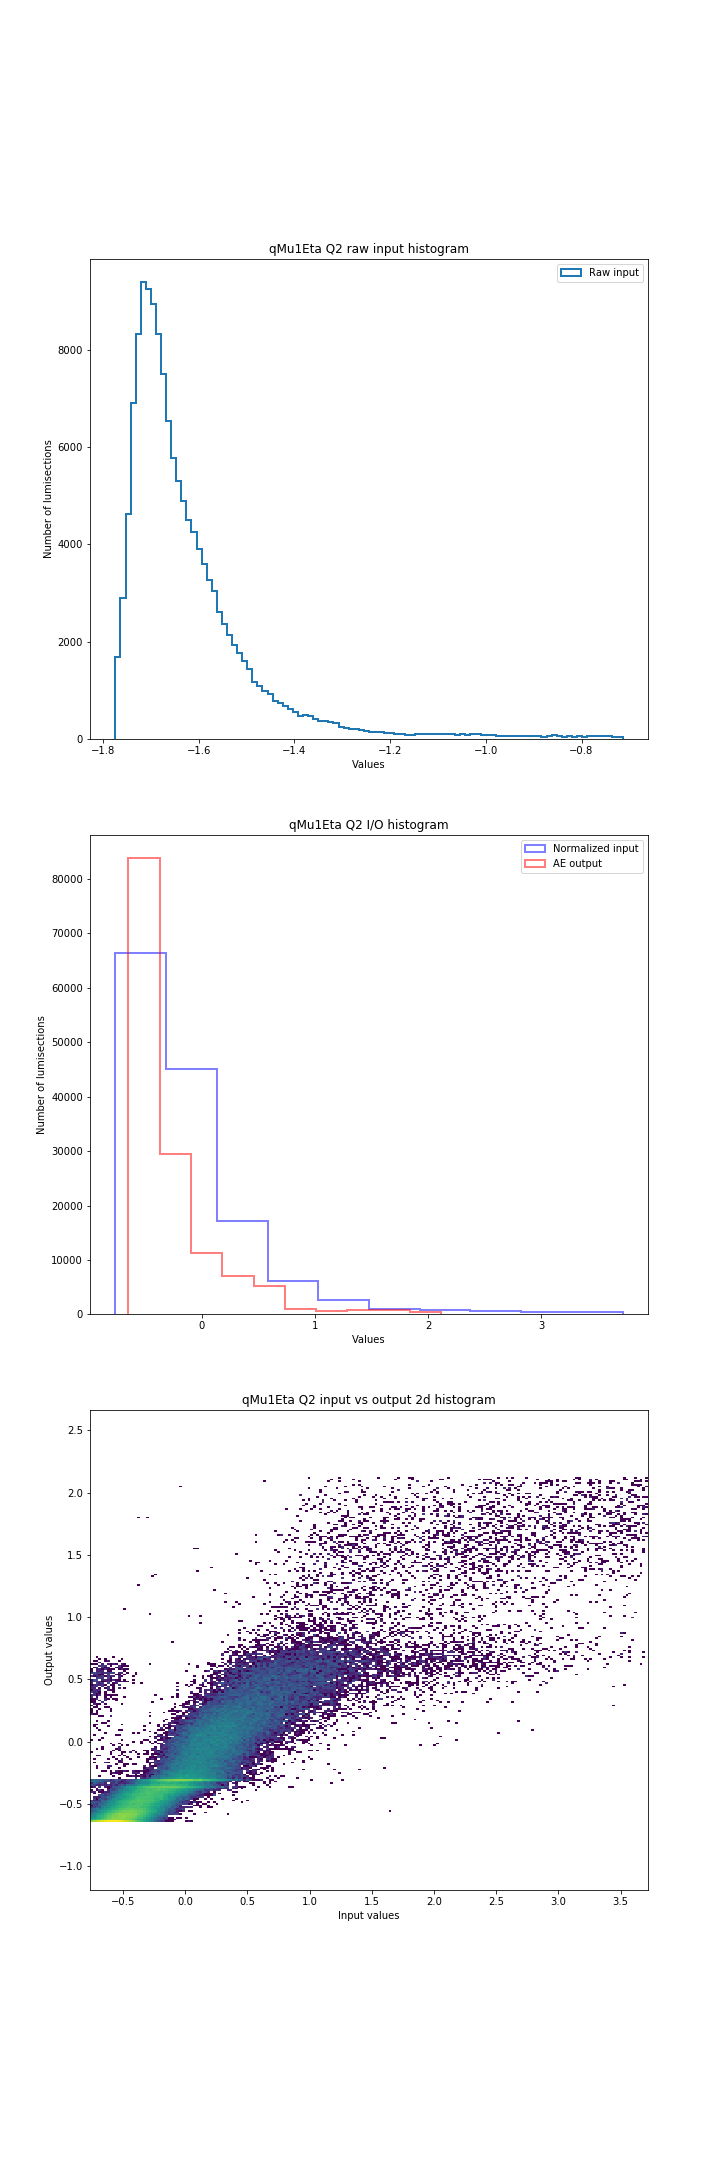 qMu1Eta Q2 raw input histogram
Raw input
Number of lumisections
8000
6000
4000
2000
0
−1.8 −1.6 −1.4 −1.2 −1.0 −0.8
Values
qMu1Eta Q2 I/O histogram
Normalized input
AE output
Number of lumisections
80000
70000
60000
50000
40000
30000
20000
10000
0
0 1 2 3
Values
qMu1Eta Q2 input vs output 2d histogram
Output values
2.5
2.0
1.5
1.0
0.5
0.0
−0.5
−1.0
−0.5 0.0 0.5 1.0 1.5 2.0 2.5 3.0 3.5
Input values